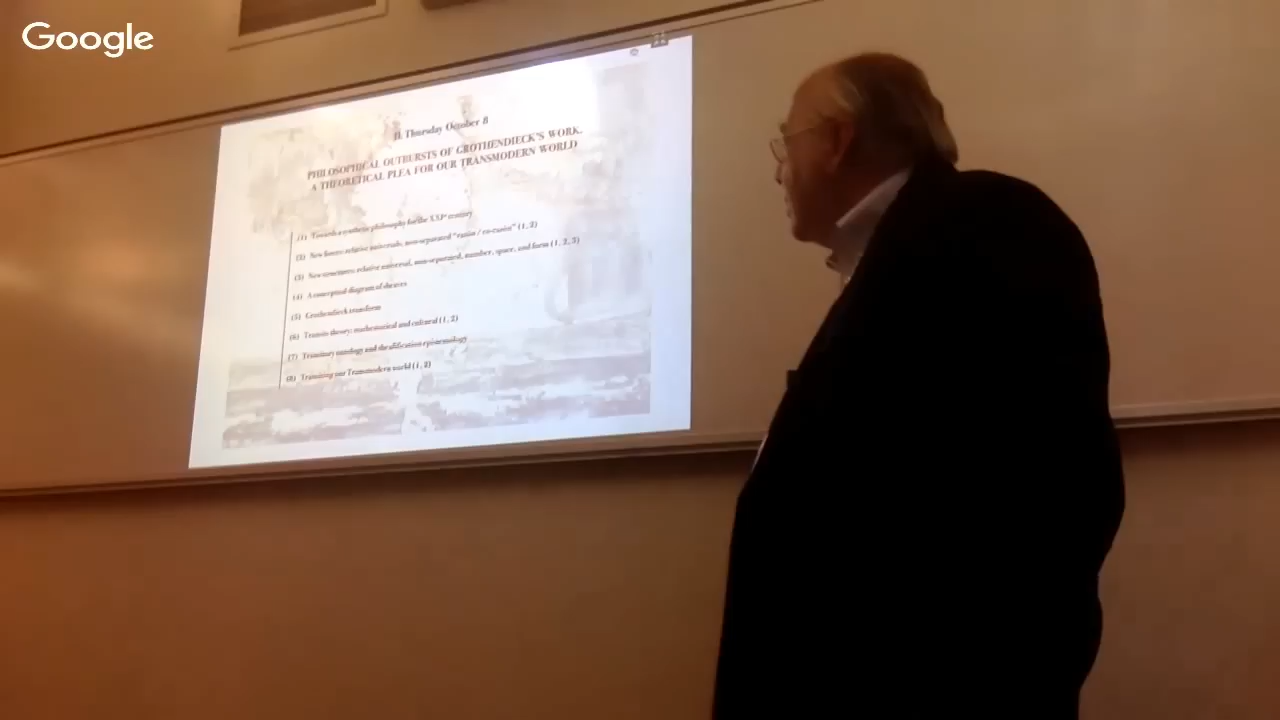 Google
II. Thursday October 8
PHILOSOPHICAL OUTBURSTS OF GROTHENDIECK'S WORK.
A THEORETICAL PLEA FOR OUR TRANSMODERN WORLD
(1) Towards a synthetic philosophy for the XXIst century
(2) New forces: relative universals, non-separated "razón / co-razón" (1, 2)
(3) New structures: relative universal, non-separated, number, space, and form (1, 2, 3)
(4) A conceptual diagram of sheaves
(5) Grothendieck transform
(6) Transits theory: mathematical and cultural (1, 2)
(7) Transitory ontology and sheafification epistemology
(8) Transiting our Transmodern world (1, 2)